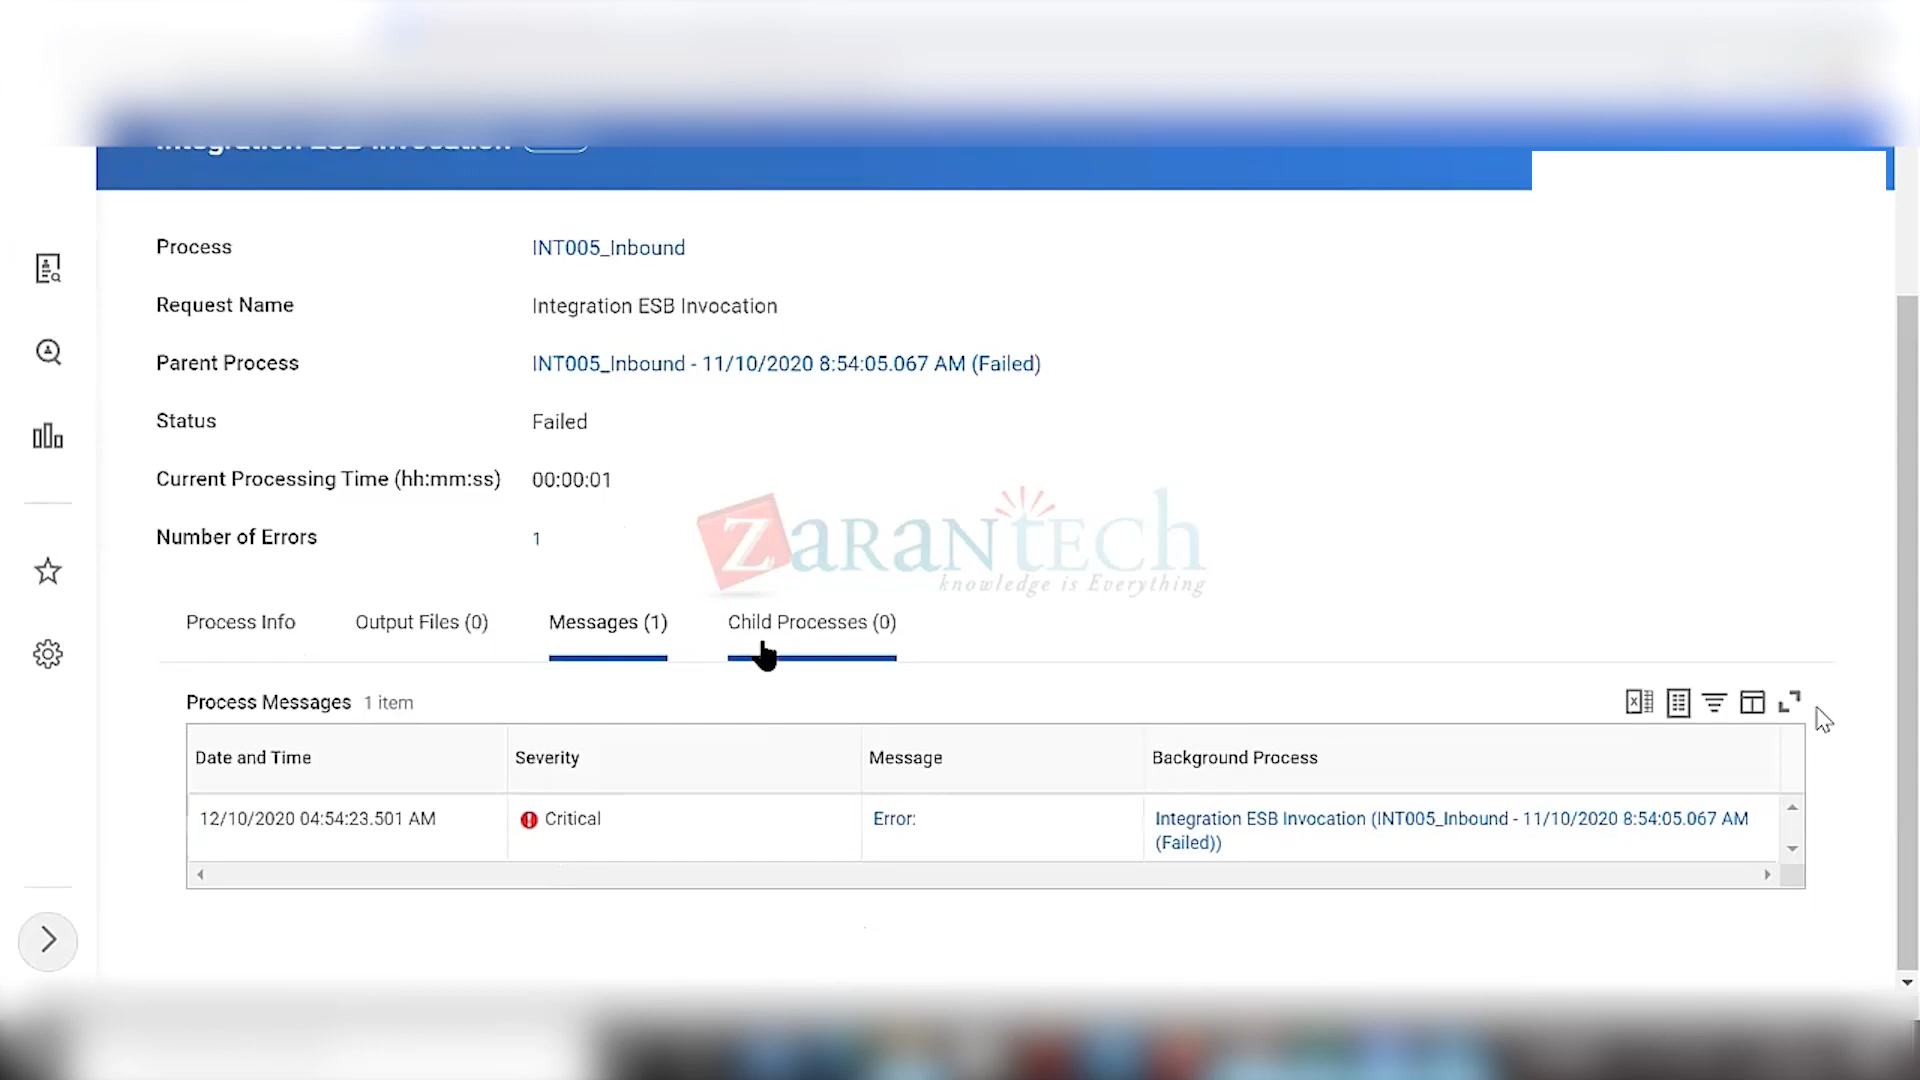 Integration ESB Invocation
Process INT005_Inbound
Request Name Integration ESB Invocation
Parent Process INT005_Inbound - 11/10/2020 8:54:05.067 AM (Failed)
Status Failed
Current Processing Time (hh:mm:ss) 00:00:01
Number of Errors 1
ZARANTECH
knowledge is Everything
Process Info Output Files (0) Messages (1) Child Processes (0)
Process Messages 1 item
Date and Time Severity Message Background Process
12/10/2020 04:54:23.501 AM Critical Error: Integration ESB Invocation (INT005_Inbound - 11/10/2020 8:54:05.067 AM
(Failed))